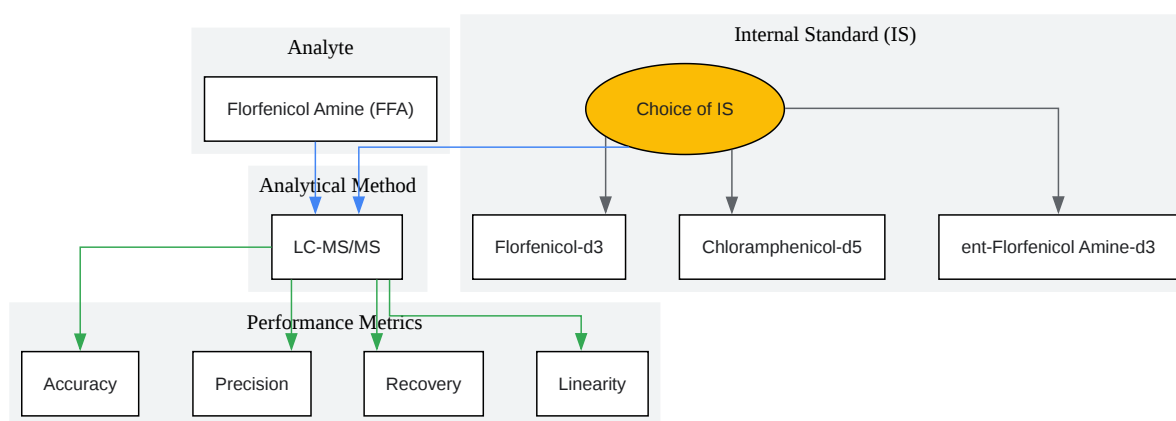 Internal Standard (IS)
Analyte
Florfenicol Amine (FFA)
Choice of IS
Analytical Method
LC-MS/MS
Florfenicol-d3
Chloramphenicol-d5
ent-Florfenicol Amine-d3
Performance Metrics
Accuracy
Precision
Recovery
Linearity